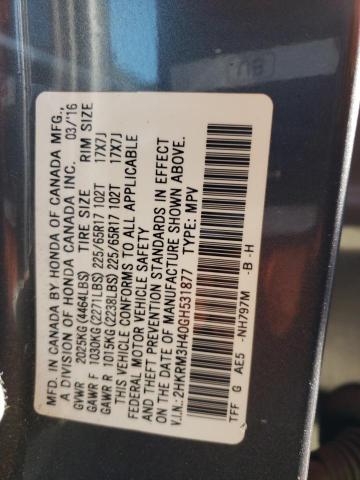 MFD. IN CANADA BY HONDA OF CANADA MFG.,
A DIVISION OF HONDA CANADA INC. 03/'16
GVWR 2025KG(4464LBS) TIRE SIZE RIM SIZE
GAWR F 1030KG(2271LBS) 225/65R17 102T 17X7J
GAWR R 1015KG(2238LBS) 225/65R17 102T 17X7J
THIS VEHICLE CONFORMS TO ALL APPLICABLE
FEDERAL MOTOR VEHICLE SAFETY
AND THEFT PREVENTION STANDARDS IN EFFECT
ON THE DATE OF MANUFACTURE SHOWN ABOVE.
V.I.N.: 2HKRM3H40GH531877 TYPE: MPV
TFF G AE5 -NH797M -B -H